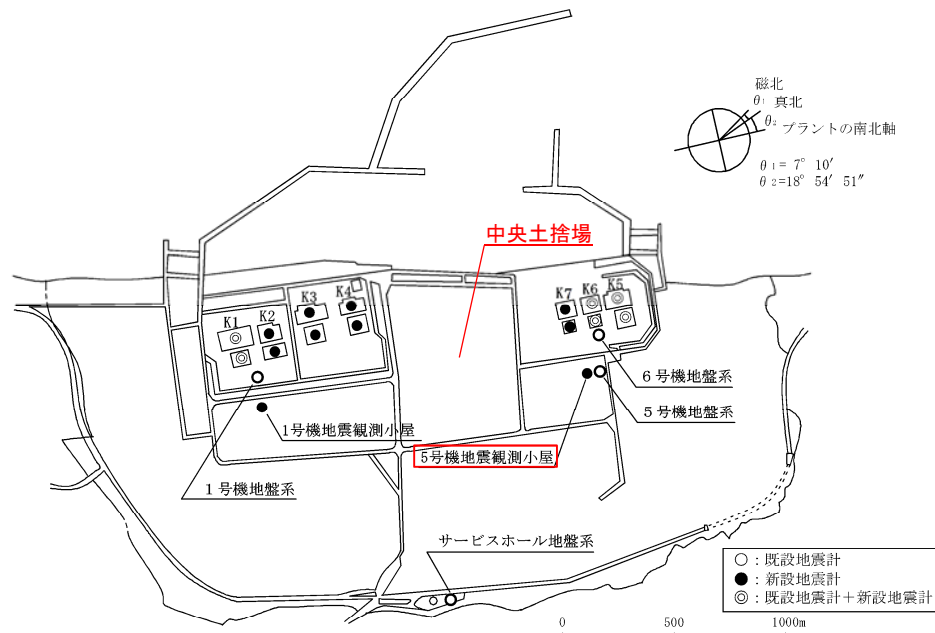 磁北
θ1 真北
θ2 プラントの南北軸
θ1= 7° 10′
θ2=18° 54′ 51″
中央土捨場
K1
K2
K3
K4
K7
K6
K5
6号機地盤系
5号機地盤系
1号機地震観測小屋
5号機地震観測小屋
1号機地盤系
サービスホール地盤系
○：既設地震計
●：新設地震計
◎：既設地震計＋新設地震計
0 500 1000m